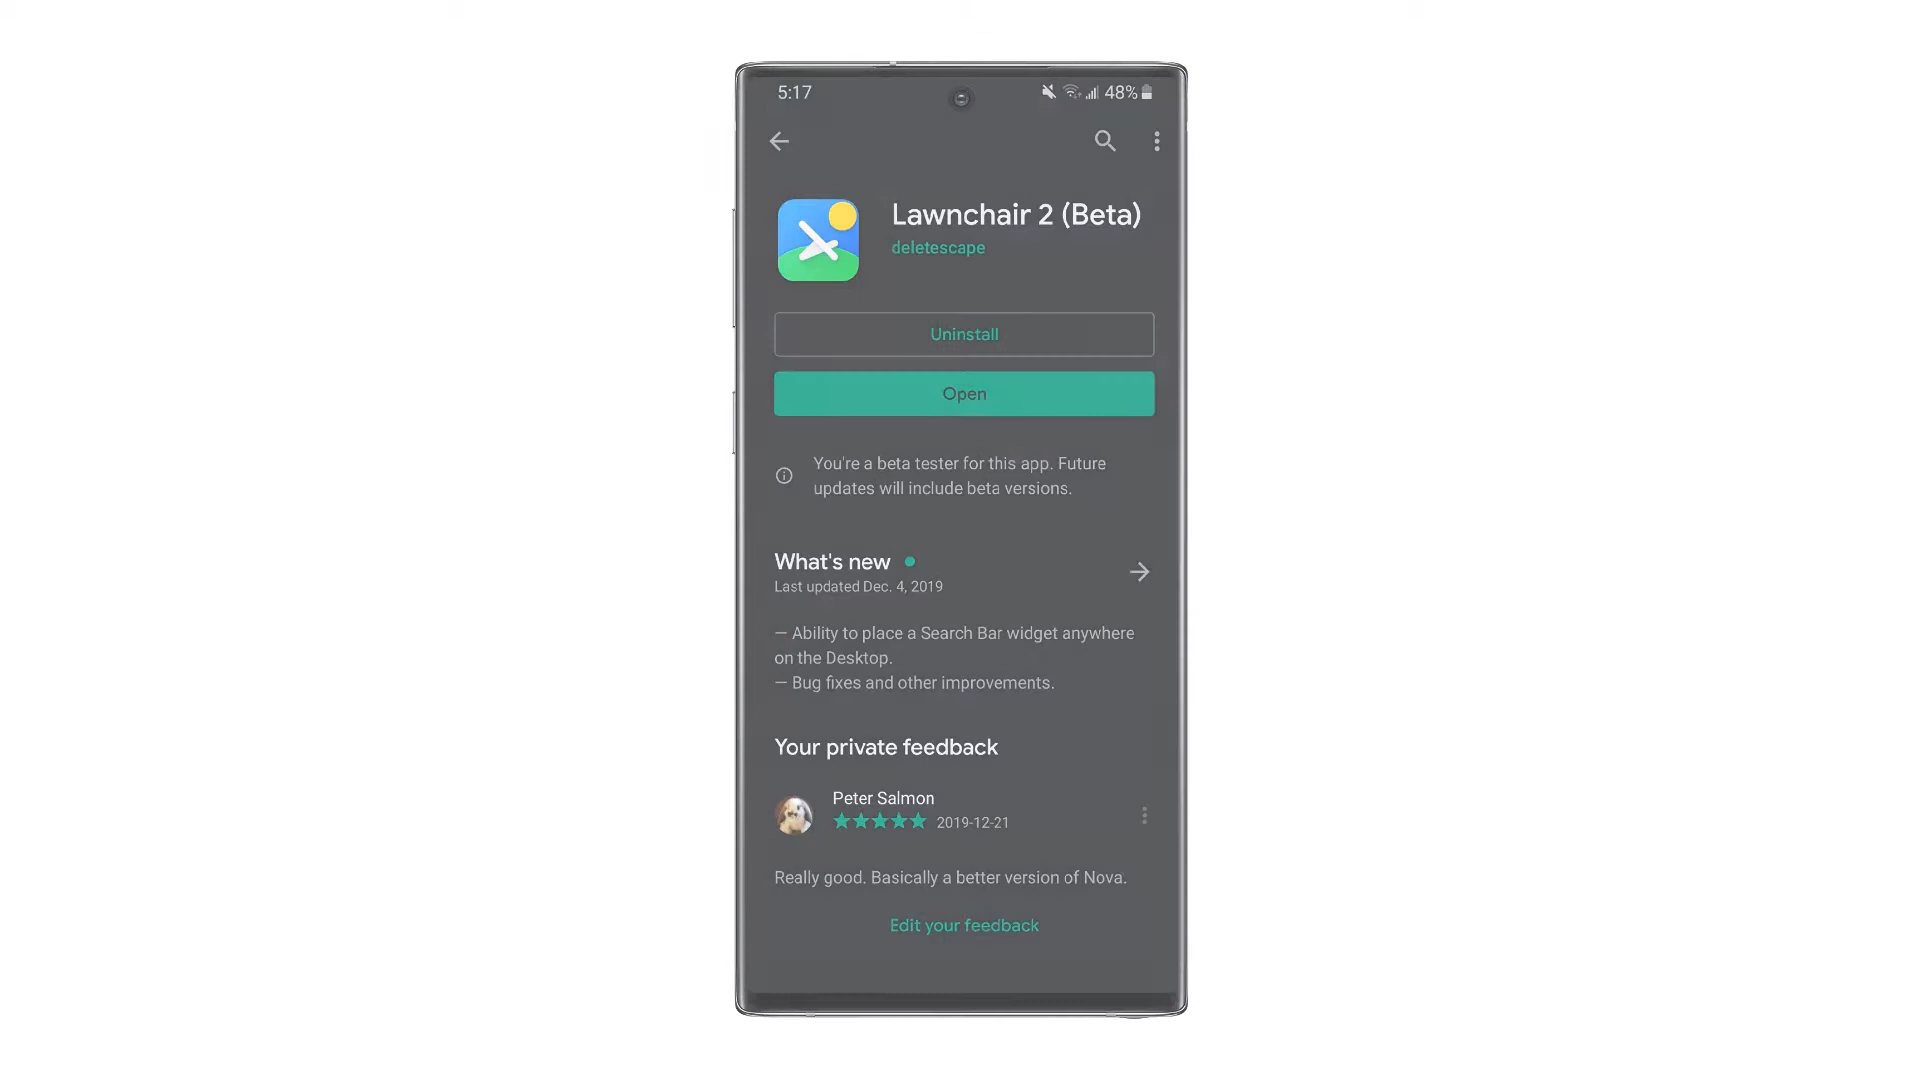 5:17
48%
Lawnchair 2 (Beta)
deletescape
Uninstall
Open
You're a beta tester for this app. Future
updates will include beta versions.
What's new
Last updated Dec. 4, 2019
— Ability to place a Search Bar widget anywhere
on the Desktop.
— Bug fixes and other improvements.
Your private feedback
Peter Salmon
2019-12-21
Really good. Basically a better version of Nova.
Edit your feedback